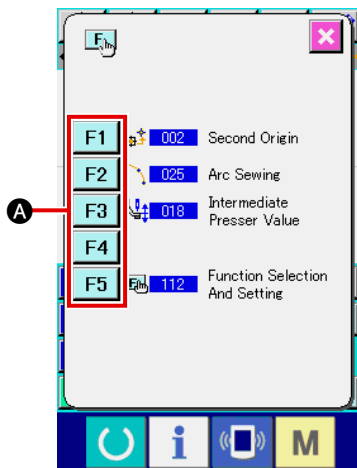 F
F1 002 Second Origin
F2 025 Arc Sewing
A F3 018 Intermediate
Presser Value
F4
F5 112 Function Selection
And Setting
i M